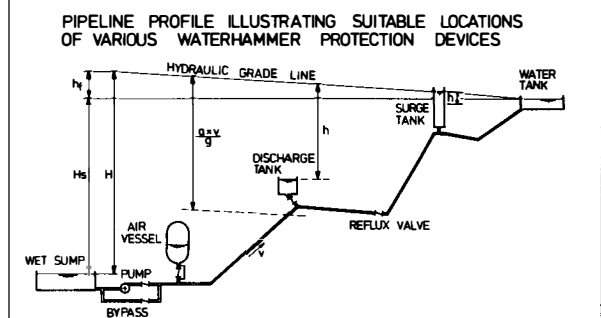 PIPELINE PROFILE ILLUSTRATING SUITABLE LOCATIONS
OF VARIOUS WATERHAMMER PROTECTION DEVICES
HYDRAULIC GRADE LINE
WATER
TANK
hf
h
SURGE
TANK
a×v
g
h
Hs
H
DISCHARGE
TANK
AIR
VESSEL
REFLUX VALVE
v
WET SUMP
PUMP
BYPASS